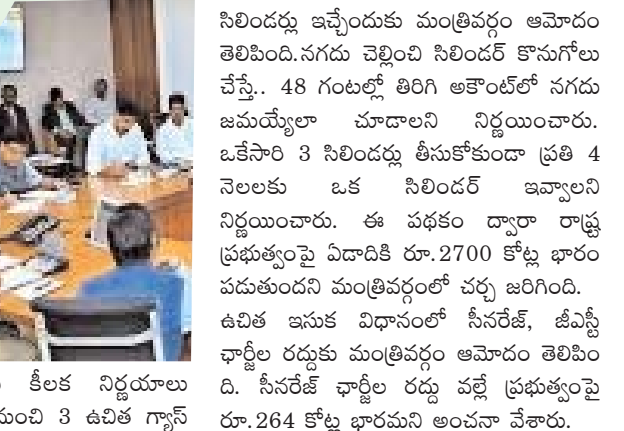 కీలక నిర్ణయాలు
3 ఉచిత గ్యాస్
సిలిండర్లు ఇచ్చేందుకు మంత్రివర్గం ఆమోదం
తెలిపింది.నగదు చెల్లించి సిలిండర్ కొనుగోలు
చేస్తే.. 48 గంటల్లో తిరిగి అకౌంట్‌లో నగదు
జమయ్యేలా చూడాలని నిర్ణయించారు.
ఒకేసారి 3 సిలిండర్లు తీసుకోకుండా ప్రతి 4
నెలలకు ఒక సిలిండర్ ఇవ్వాలని
నిర్ణయించారు. ఈ పథకం ద్వారా రాష్ట్ర
ప్రభుత్వంపై ఏడాదికి రూ.2700 కోట్ల భారం
పడుతుందని మంత్రివర్గంలో చర్చ జరిగింది.
ఉచిత ఇసుక విధానంలో సీనరేజ్, జీఎస్టీ
ఛార్జీల రద్దుకు మంత్రివర్గం ఆమోదం తెలిపిం
ది. సీనరేజ్ ఛార్జీల రద్దు వల్లే ప్రభుత్వంపై
రూ.264 కోట్ల భారమని అంచనా వేశారు.